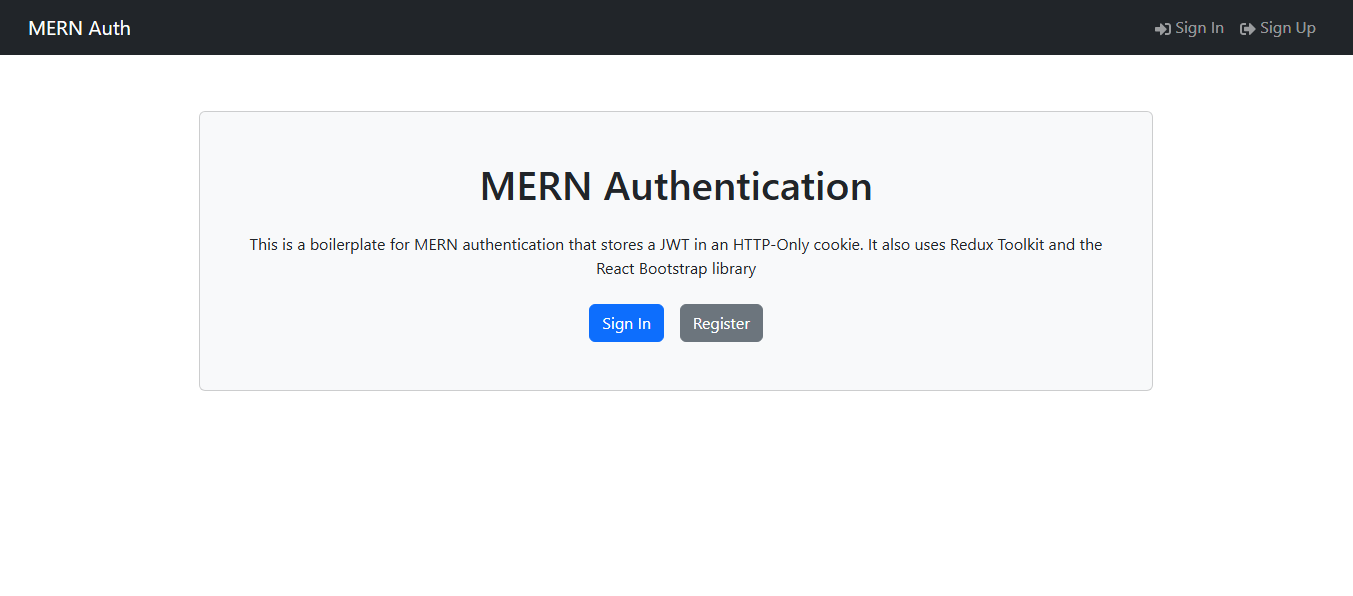 MERN Auth
Sign In
Sign Up
MERN Authentication
This is a boilerplate for MERN authentication that stores a JWT in an HTTP-Only cookie. It also uses Redux Toolkit and the
React Bootstrap library
Sign In
Register